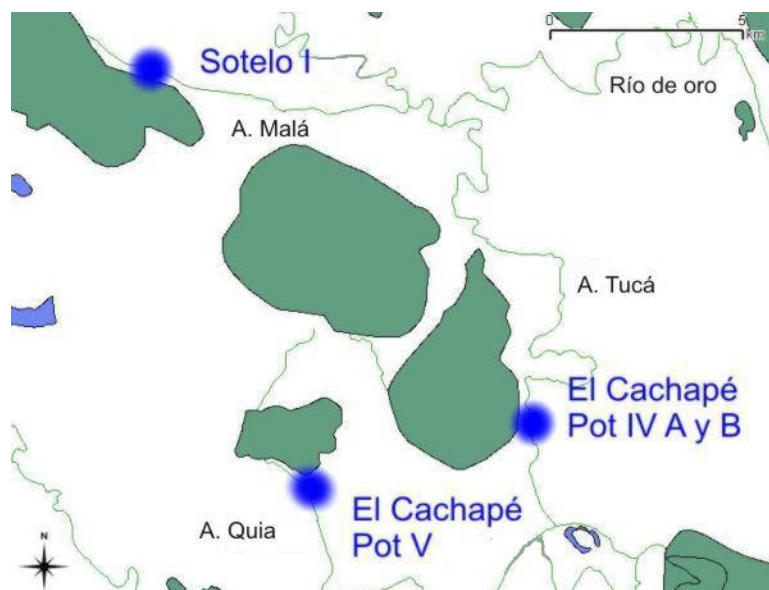 0 5
km
Sotelo I
Río de oro
A. Malá
A. Tucá
El Cachapé
Pot IV A y B
El Cachapé
Pot V
A. Quia
N